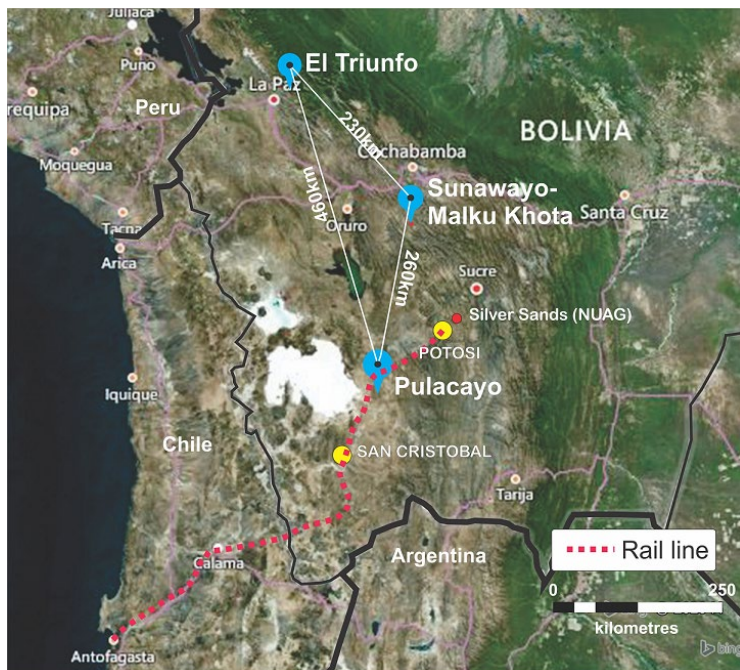 Juliaca
Puno
El Triunfo
La Paz
requipa
Peru
230km
BOLIVIA
Moquegua
Cochabamba
460km
Sunawayo-
Malku Khota
Santa Cruz
Oruro
Tacna
Arica
260km
Sucre
Silver Sands (NUAG)
POTOSI
Pulacayo
Iquique
Chile
SAN CRISTOBAL
Tarija
Rail line
Calama
Argentina
0
250
kilometres
Antofagasta
bing